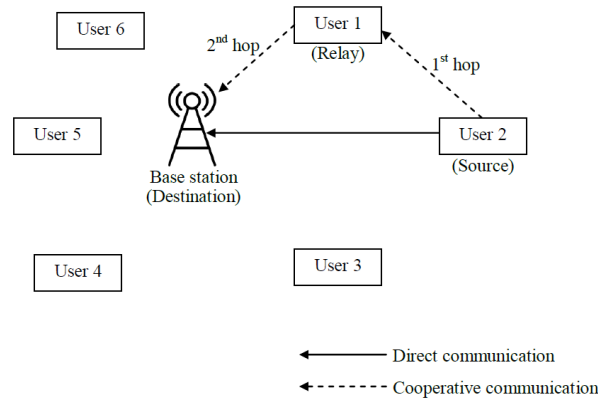 User 6
User 1
(Relay)
2nd hop
1st hop
User 5
User 2
(Source)
Base station
(Destination)
User 4
User 3
Direct communication
Cooperative communication